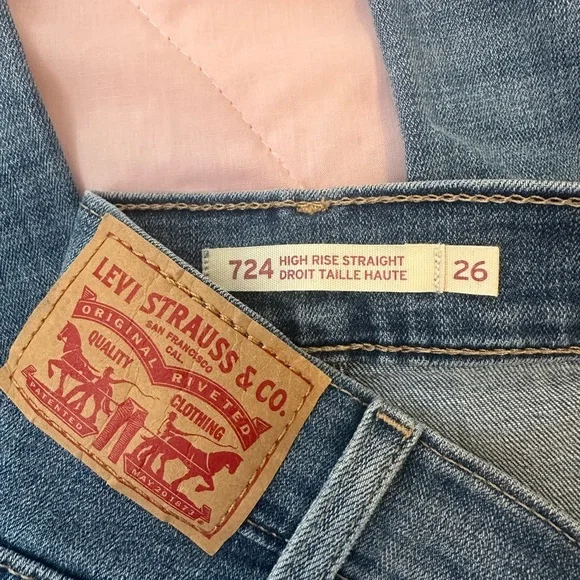 724
HIGH RISE STRAIGHT
DROIT TAILLE HAUTE
26
LEVI STRAUSS & CO.
SAN FRANCISCO
CAL
ORIGINAL RIVETED
QUALITY
CLOTHING
PATENTED
MAY 20 1873